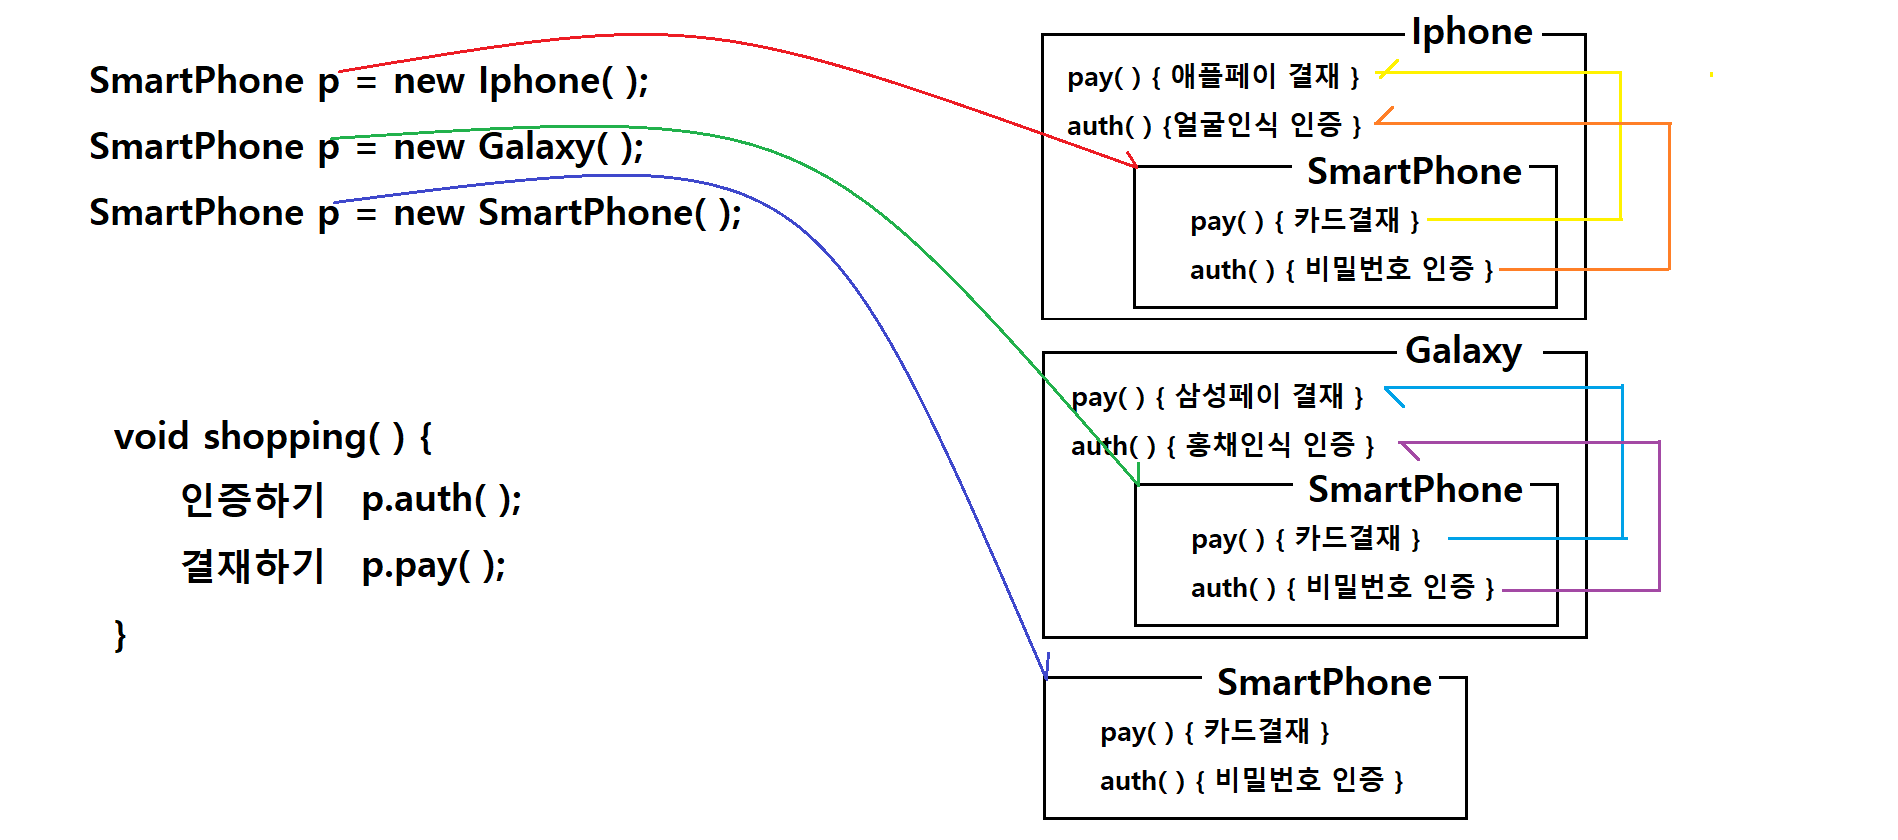 SmartPhone p = new Iphone( );
SmartPhone p = new Galaxy( );
SmartPhone p = new SmartPhone( );
void shopping( ) {
인증하기 p.auth( );
결재하기 p.pay( );
}
Iphone
pay( ) { 애플페이 결재 }
auth( ) {얼굴인식 인증 }
SmartPhone
pay( ) { 카드결재 }
auth( ) { 비밀번호 인증 }
Galaxy
pay( ) { 삼성페이 결재 }
auth( ) { 홍채인식 인증 }
SmartPhone
pay( ) { 카드결재 }
auth( ) { 비밀번호 인증 }
SmartPhone
pay( ) { 카드결재 }
auth( ) { 비밀번호 인증 }